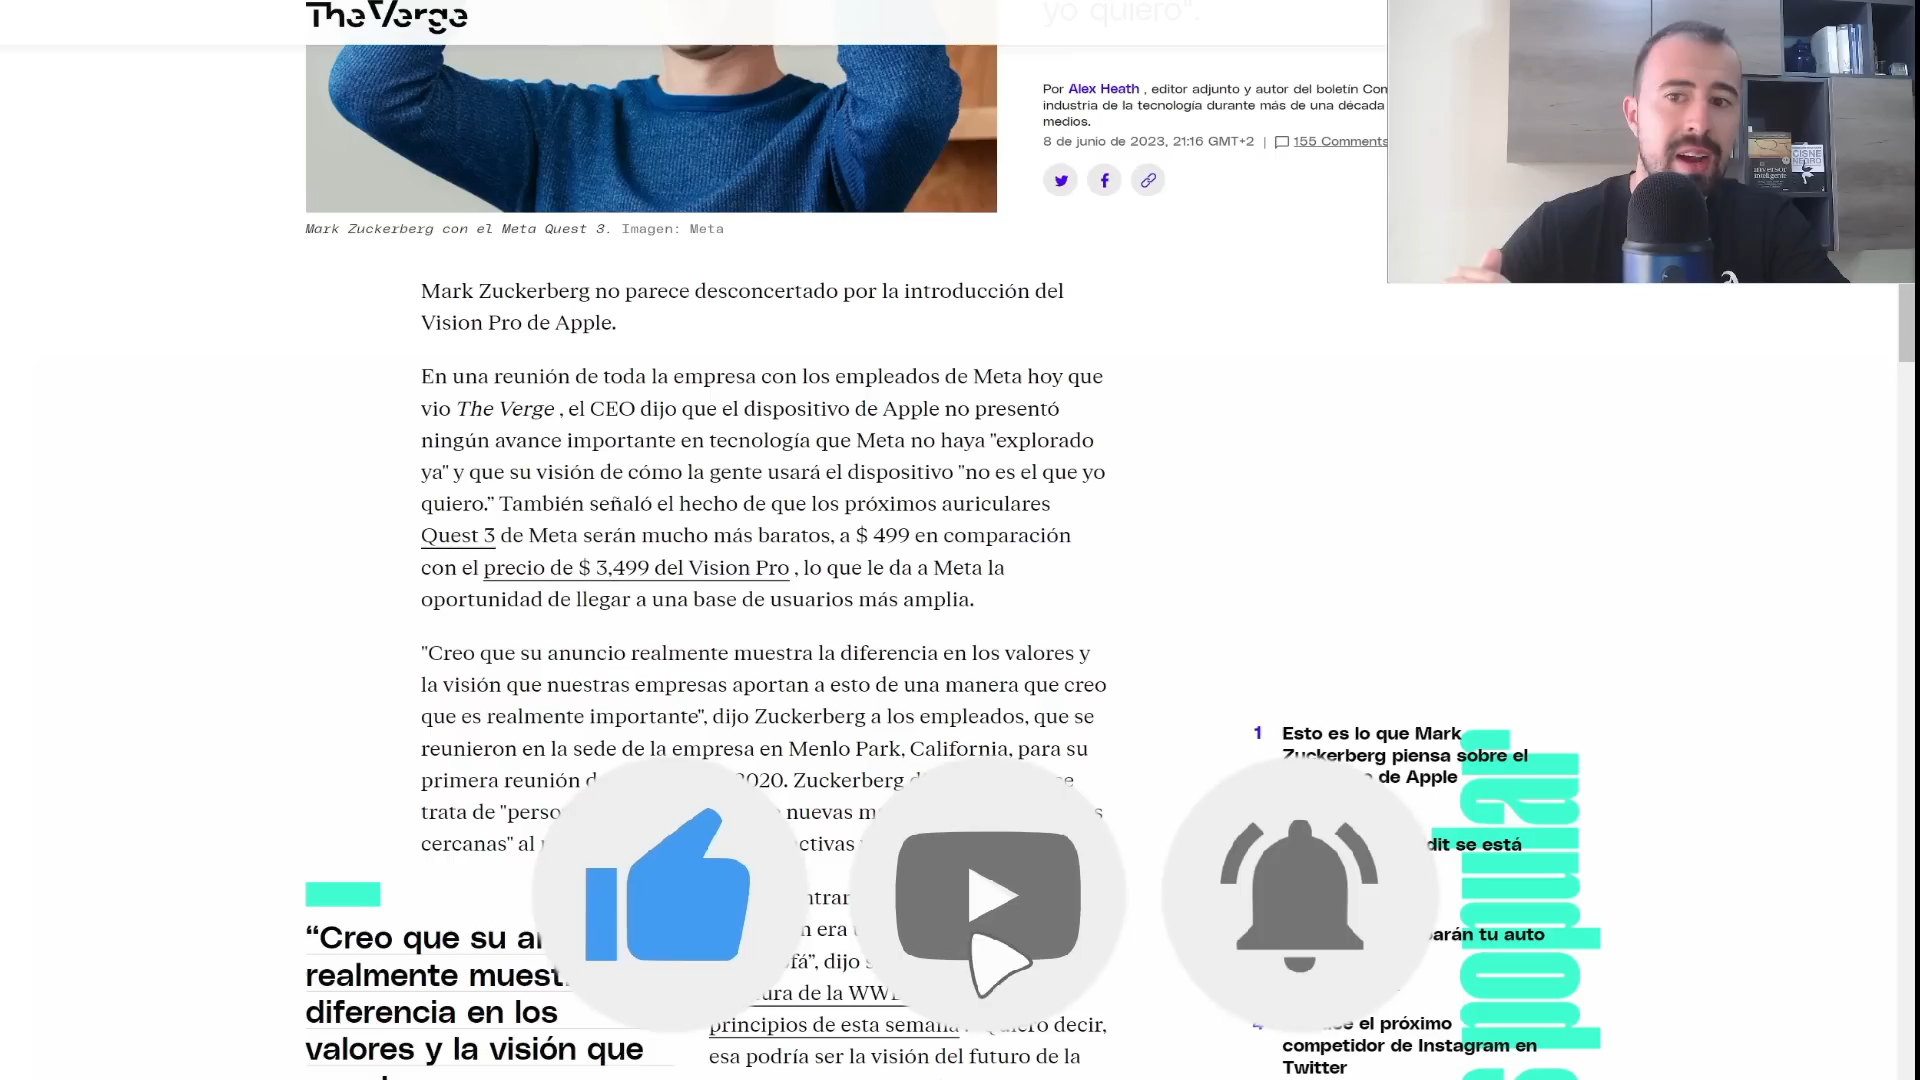 The Verge
yo quiero".
Por Alex Heath , editor adjunto y autor del boletín Com
industria de la tecnología durante más de una década
medios.
8 de junio de 2023, 21:16 GMT+2 | 155 Comments
CISNE
NEGRO
inversor
inteligente
Mark Zuckerberg con el Meta Quest 3. Imagen: Meta
Mark Zuckerberg no parece desconcertado por la introducción del
Vision Pro de Apple.
En una reunión de toda la empresa con los empleados de Meta hoy que
vio The Verge , el CEO dijo que el dispositivo de Apple no presentó
ningún avance importante en tecnología que Meta no haya "explorado
ya" y que su visión de cómo la gente usará el dispositivo "no es el que yo
quiero.” También señaló el hecho de que los próximos auriculares
Quest 3 de Meta serán mucho más baratos, a $ 499 en comparación
con el precio de $ 3,499 del Vision Pro , lo que le da a Meta la
oportunidad de llegar a una base de usuarios más amplia.
"Creo que su anuncio realmente muestra la diferencia en los valores y
la visión que nuestras empresas aportan a esto de una manera que creo
que es realmente importante", dijo Zuckerberg a los empleados, que se
reunieron en la sede de la empresa en Menlo Park, California, para su
primera reunión 2020. Zuckerberg
trata de "perso nuevas
cercanas" al
era
dijo
de la
principios de esta semana decir,
esa podría ser la visión del futuro de la
“Creo que su
realmente
diferencia en los
valores y la visión que
1 Esto es lo que Mark
Zuckerberg piensa sobre el
de Apple
se está
tu auto
4 el próximo
competidor de Instagram en
Twitter
popular